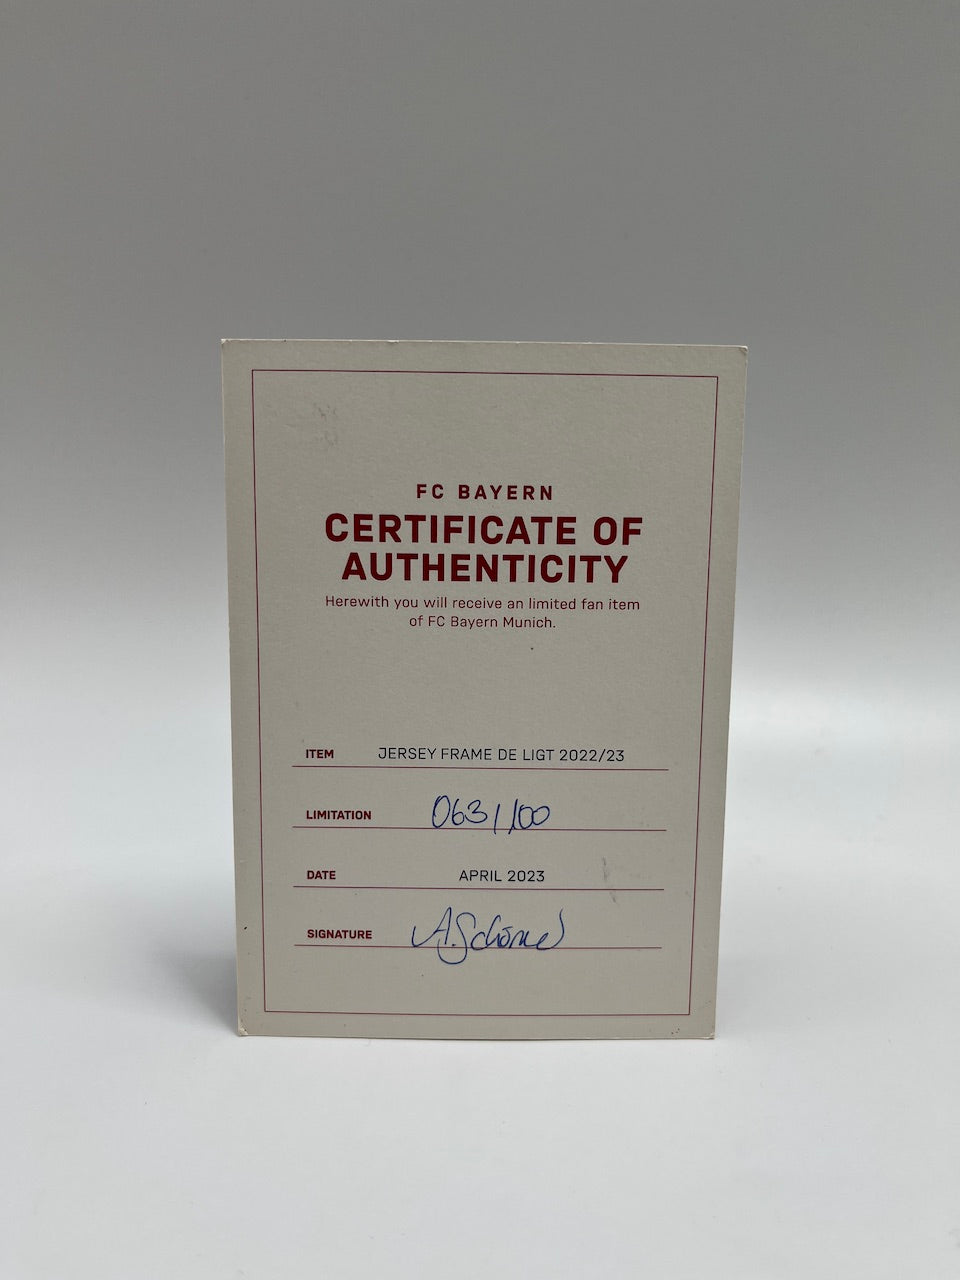 FC BAYERN
CERTIFICATE OF
AUTHENTICITY
Herewith you will receive an limited fan item
of FC Bayern Munich.
ITEM JERSEY FRAME DE LIGT 2022/23
LIMITATION 063/100
DATE APRIL 2023
SIGNATURE